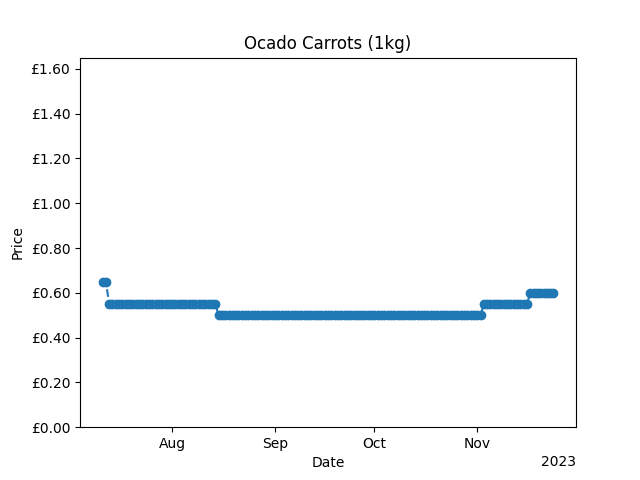 Ocado Carrots (1kg)
£1.60
£1.40
£1.20
£1.00
£0.80
£0.60
£0.40
£0.20
£0.00
Price
Aug Sep Oct Nov
Date
2023